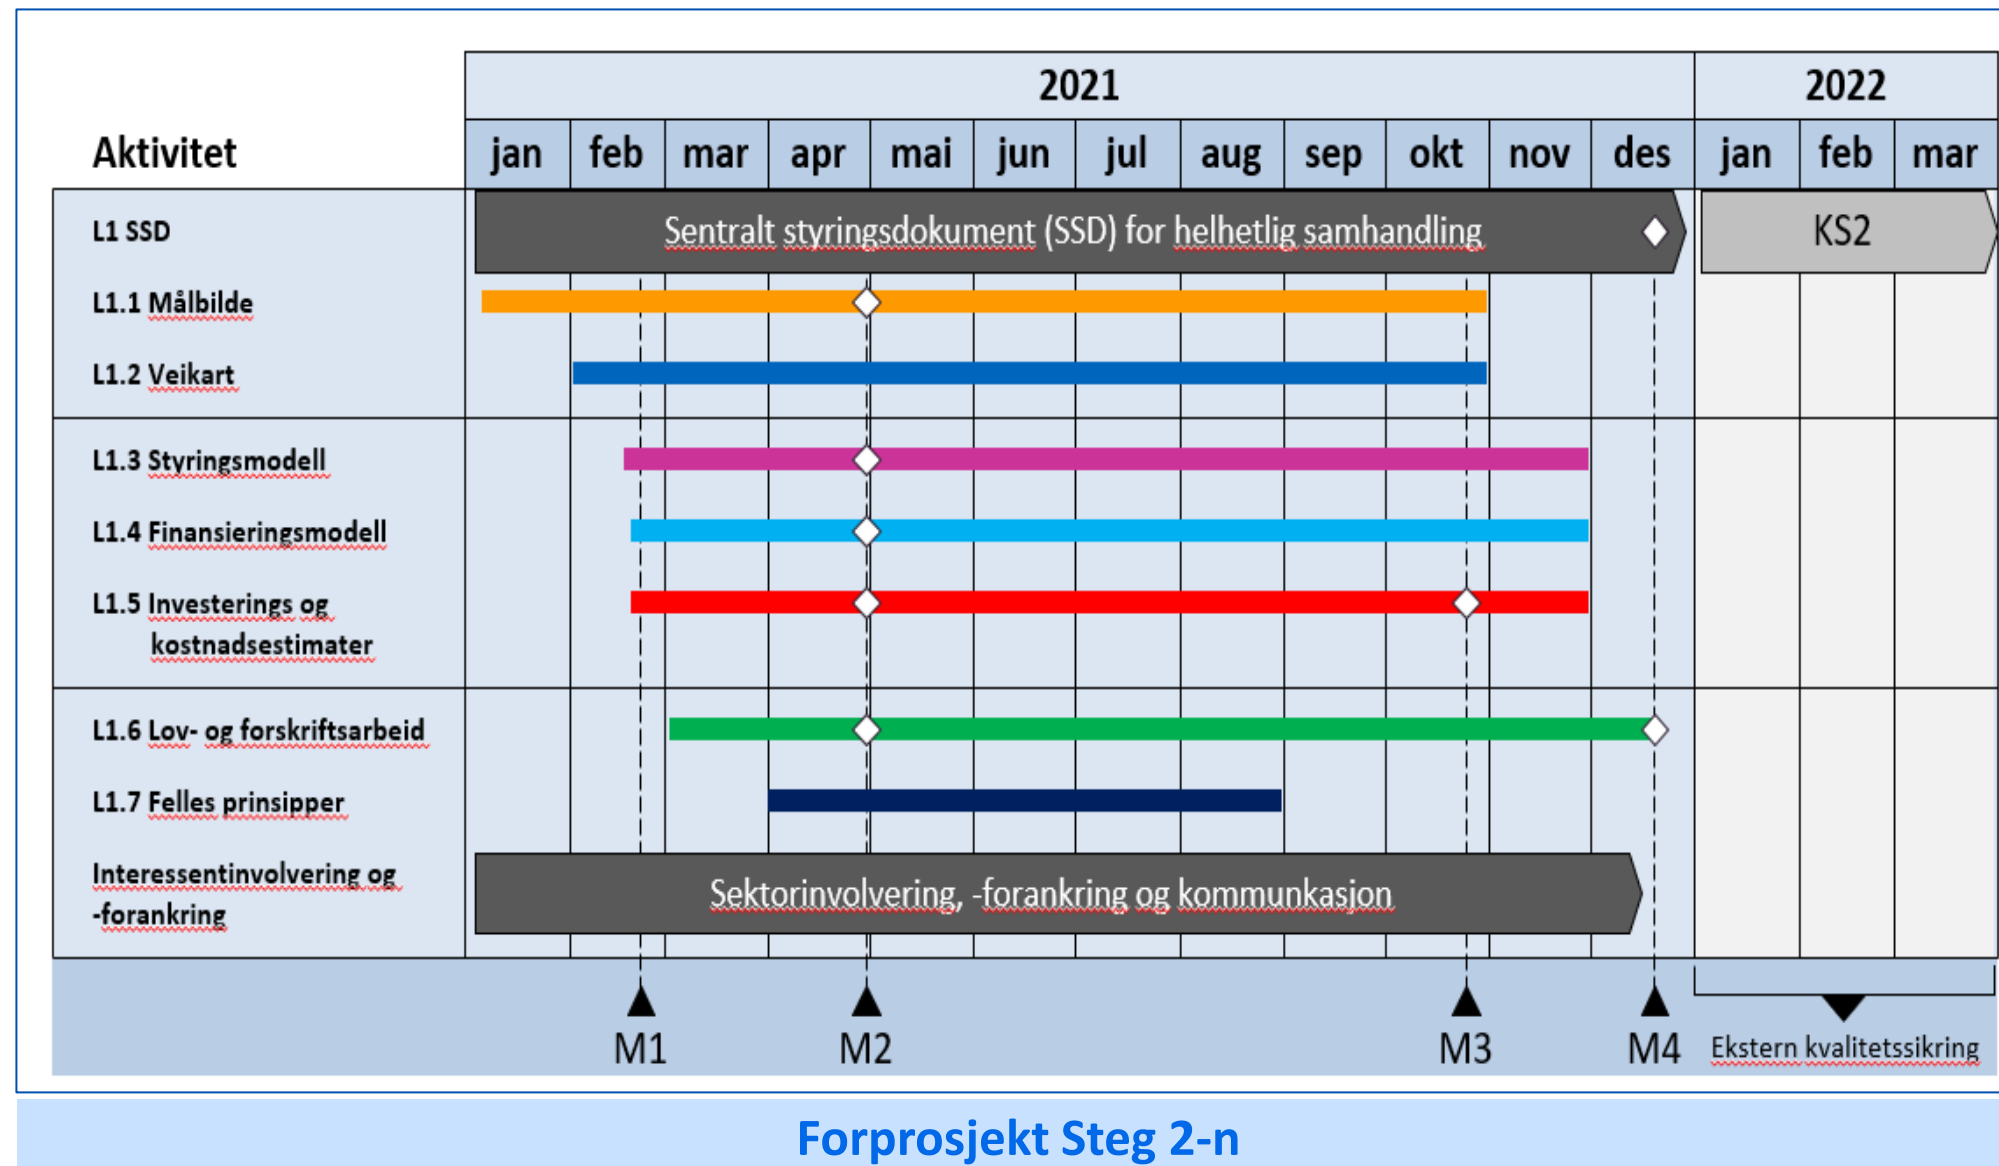 2021
2022
Aktivitet
jan feb mar apr mai jun jul aug sep okt nov des jan feb mar
L1 SSD
Sentralt styringsdokument (SSD) for helhetlig samhandling
KS2
L1.1 Målbilde
L1.2 Veikart
L1.3 Styringsmodell
L1.4 Finansieringsmodell
L1.5 Investerings og
kostnadsestimater
L1.6 Lov- og forskriftsarbeid
L1.7 Felles prinsipper
Interessentinvolvering og
-forankring
Sektorinvolvering, -forankring og kommunkasjon
M1
M2
M3
M4
Ekstern kvalitetssikring
Forprosjekt Steg 2-n